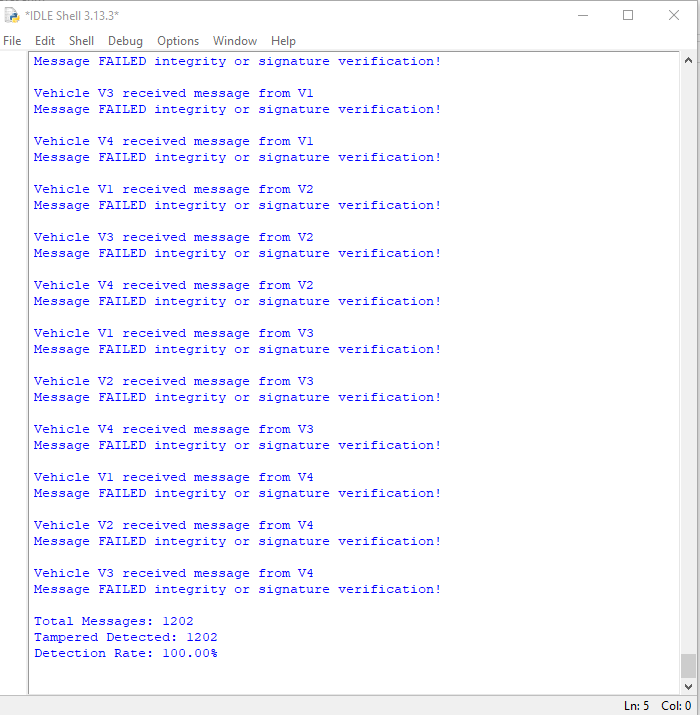 *IDLE Shell 3.13.3*
File Edit Shell Debug Options Window Help
Message FAILED integrity or signature verification!
Vehicle V3 received message from V1
Message FAILED integrity or signature verification!
Vehicle V4 received message from V1
Message FAILED integrity or signature verification!
Vehicle V1 received message from V2
Message FAILED integrity or signature verification!
Vehicle V3 received message from V2
Message FAILED integrity or signature verification!
Vehicle V4 received message from V2
Message FAILED integrity or signature verification!
Vehicle V1 received message from V3
Message FAILED integrity or signature verification!
Vehicle V2 received message from V3
Message FAILED integrity or signature verification!
Vehicle V4 received message from V3
Message FAILED integrity or signature verification!
Vehicle V1 received message from V4
Message FAILED integrity or signature verification!
Vehicle V2 received message from V4
Message FAILED integrity or signature verification!
Vehicle V3 received message from V4
Message FAILED integrity or signature verification!
Total Messages: 1202
Tampered Detected: 1202
Detection Rate: 100.00%
Ln: 5 Col: 0